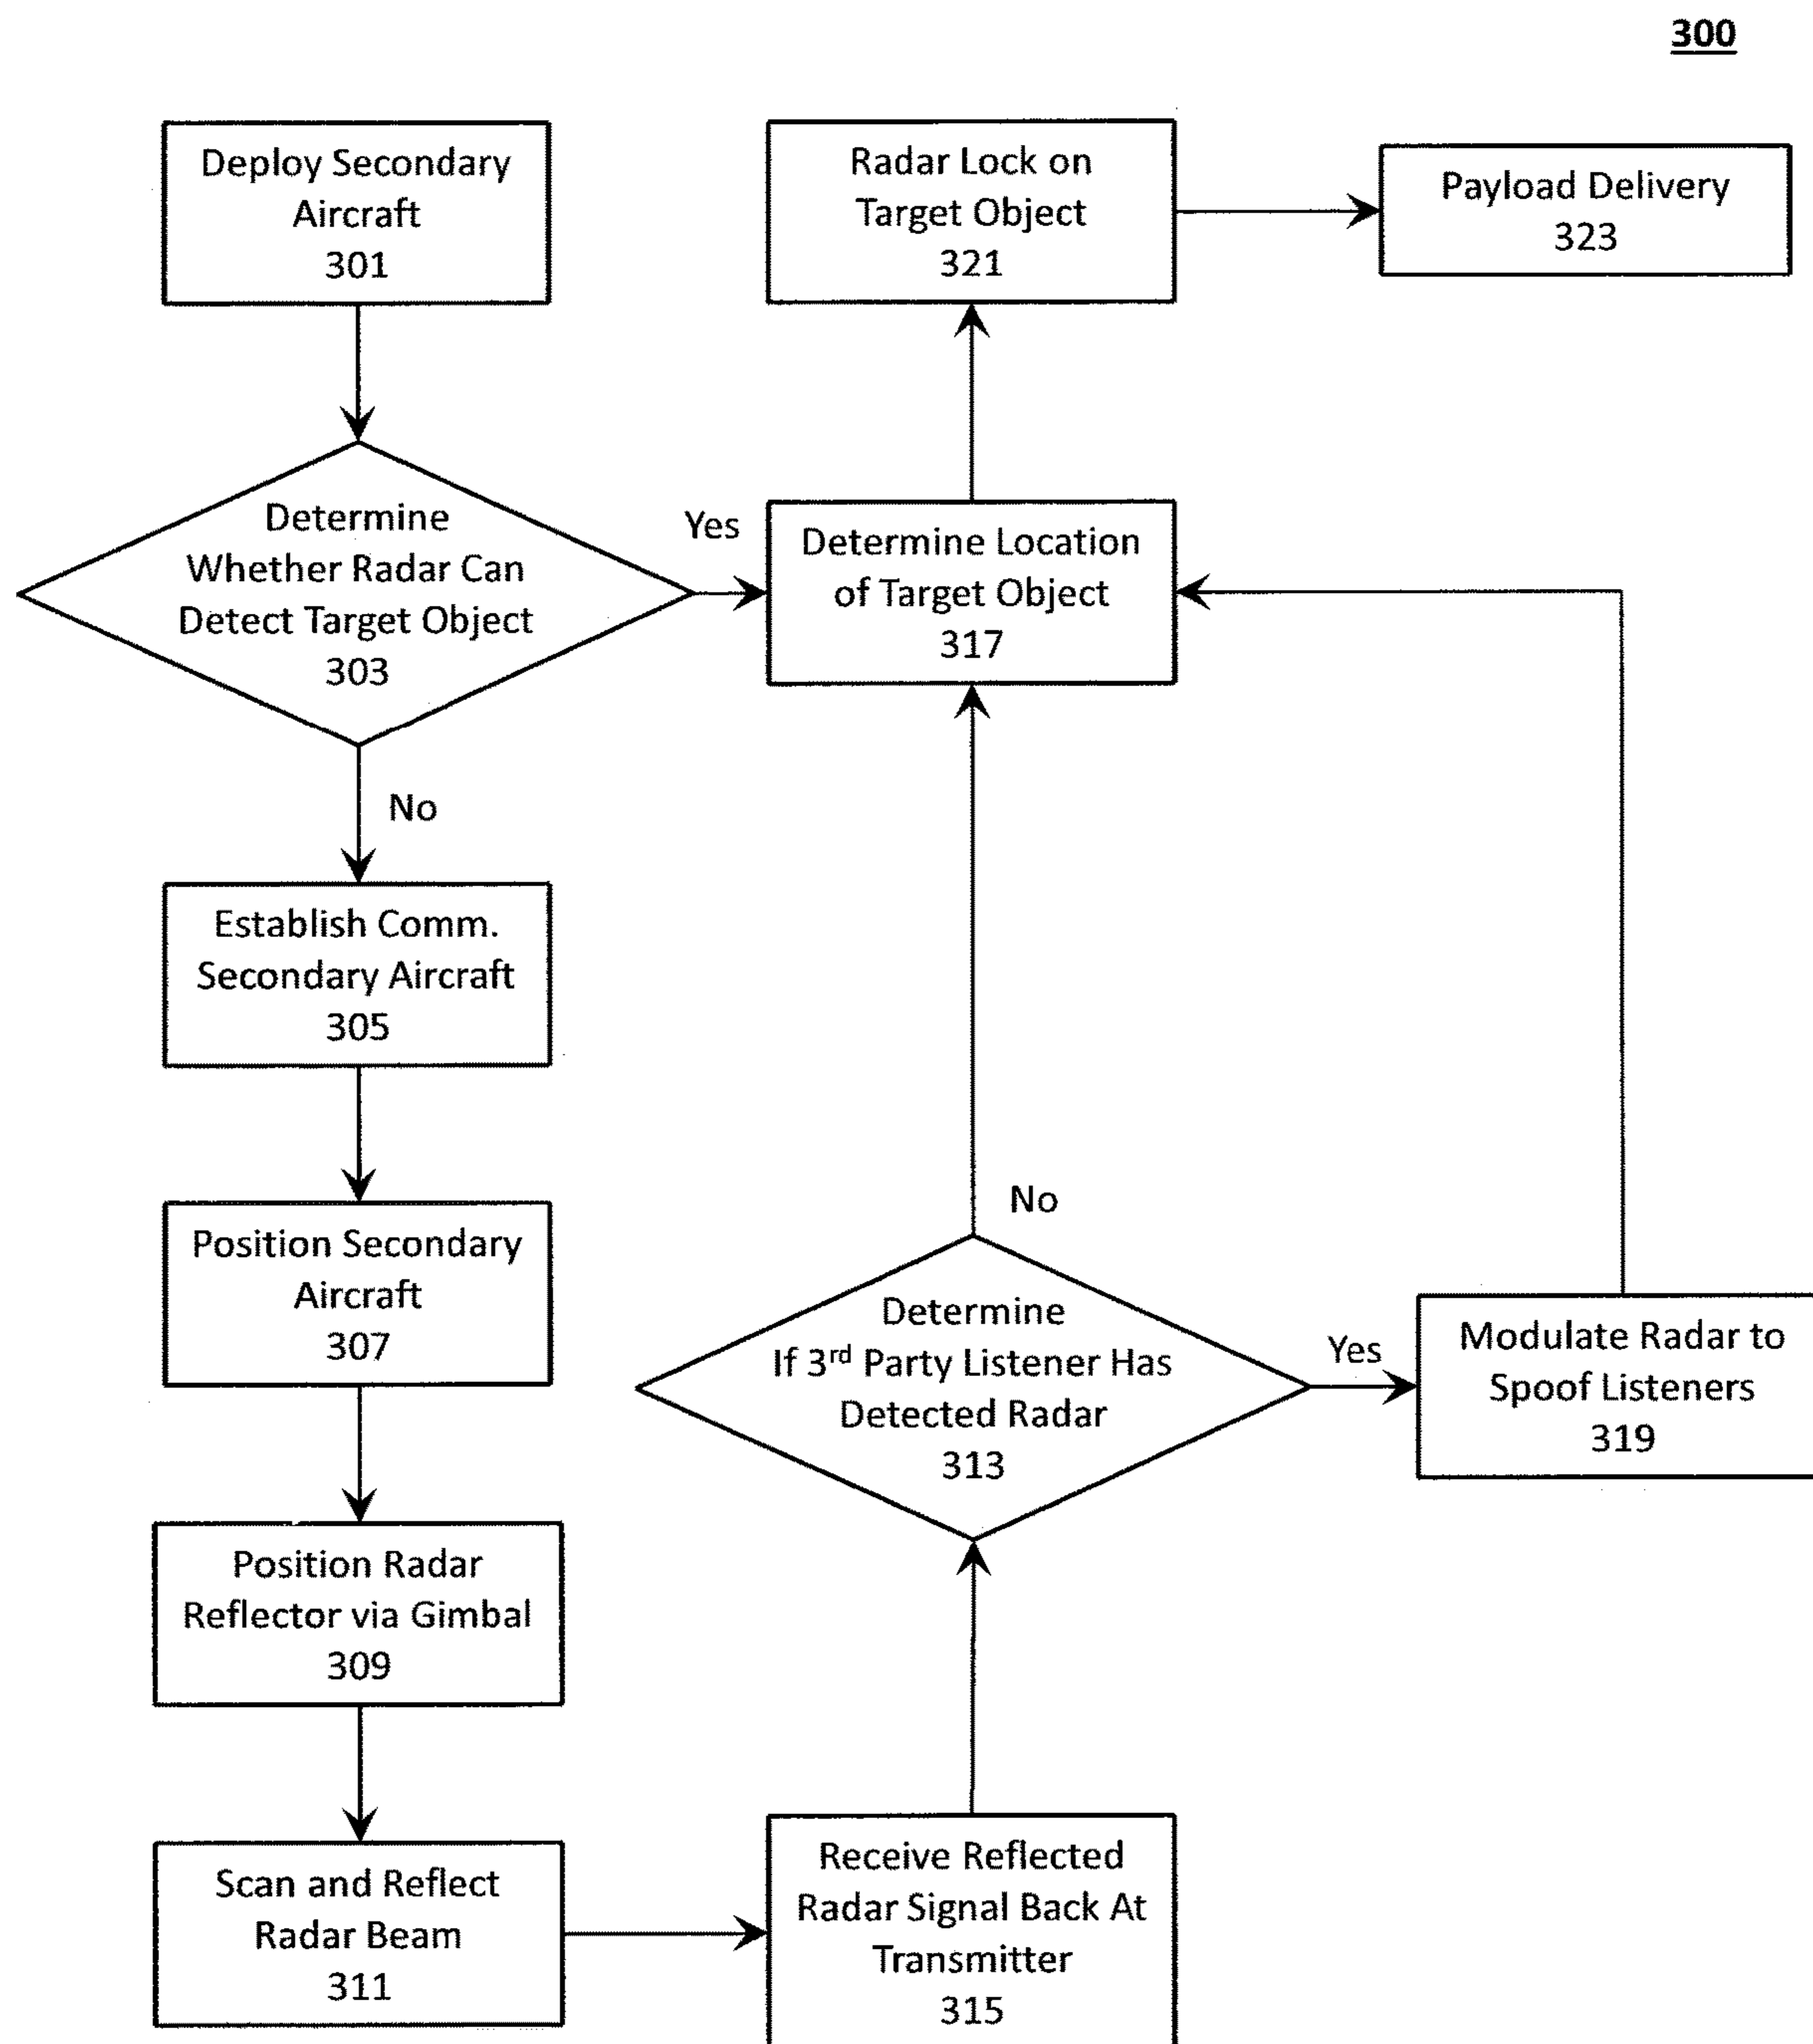 300
Deploy Secondary
Aircraft
301
Radar Lock on
Target Object
321
Payload Delivery
323
Determine
Whether Radar Can
Detect Target Object
303
Yes
Determine Location
of Target Object
317
No
Establish Comm.
Secondary Aircraft
305
Position Secondary
Aircraft
307
No
Determine
If 3rd Party Listener Has
Detected Radar
313
Yes
Modulate Radar to
Spoof Listeners
319
Position Radar
Reflector via Gimbal
309
Scan and Reflect
Radar Beam
311
Receive Reflected
Radar Signal Back At
Transmitter
315